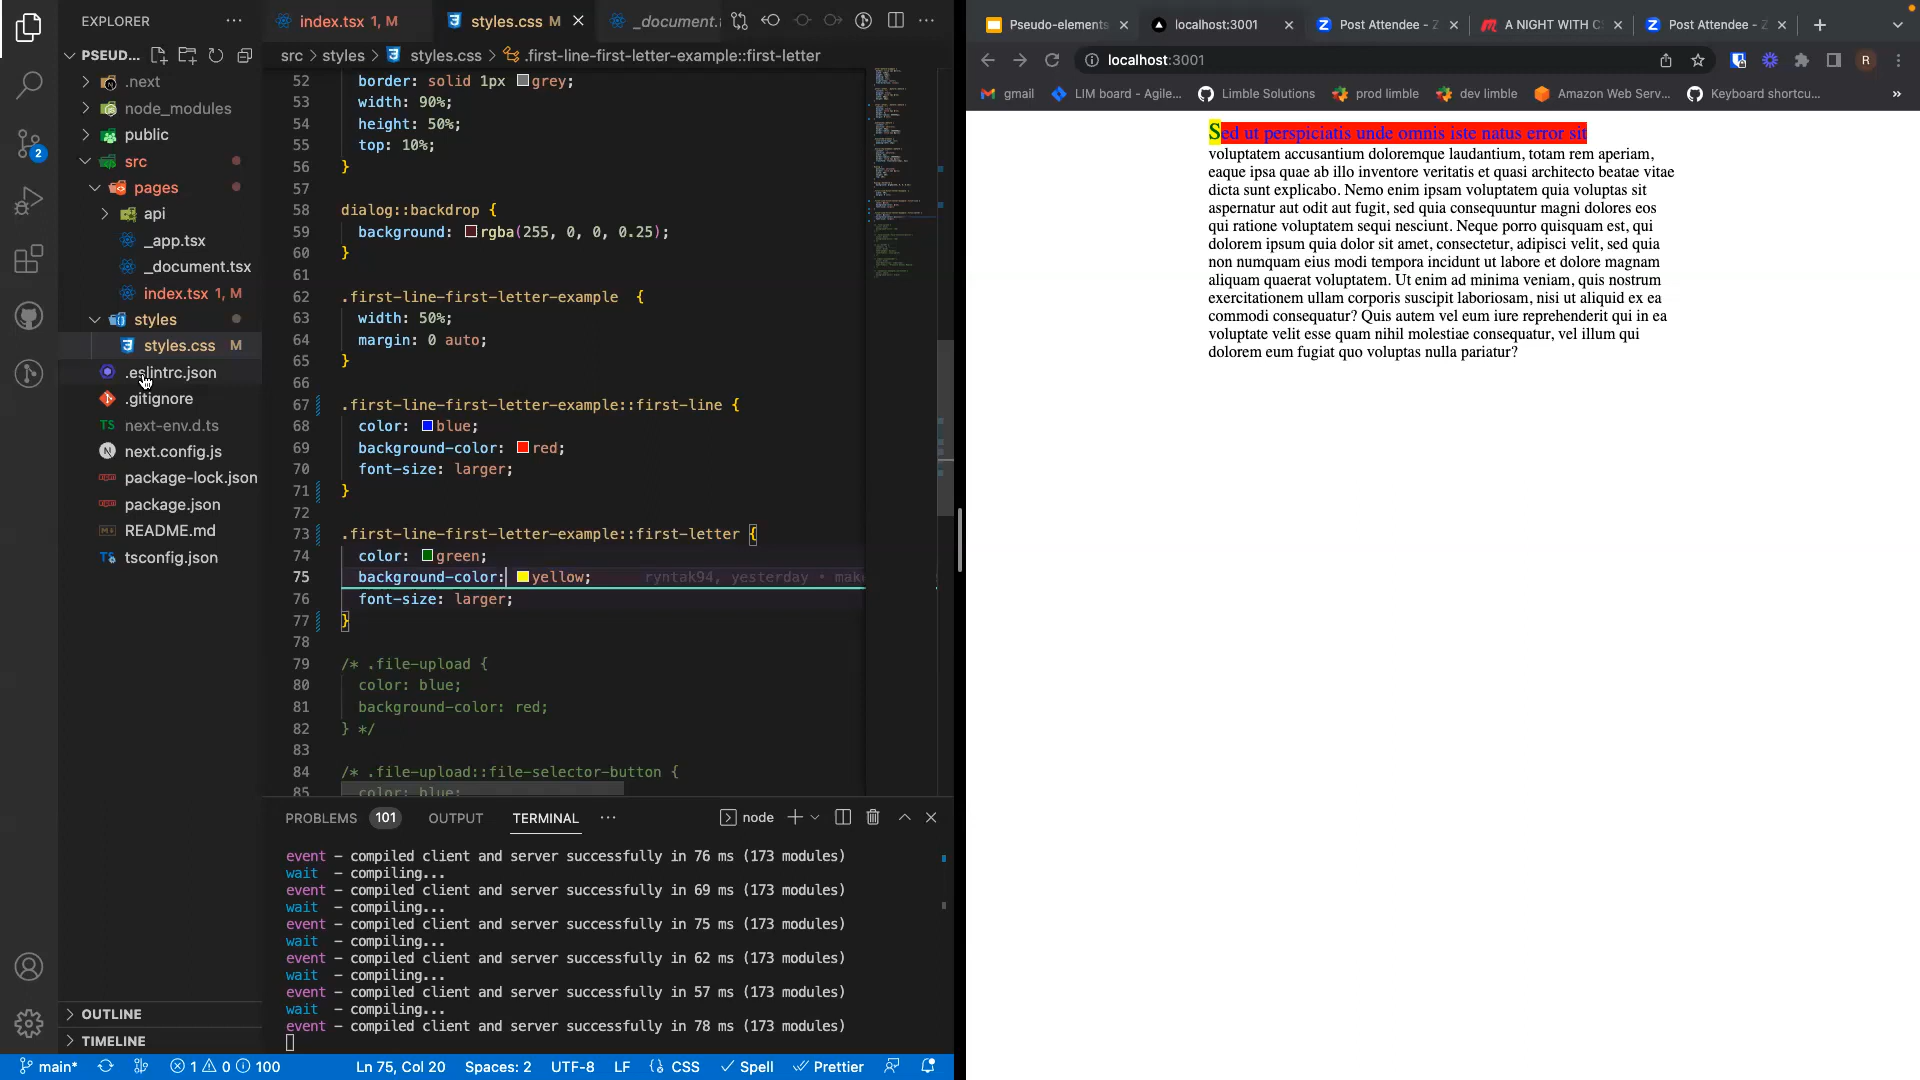 EXPLORER
PSEUD...
.next
node_modules
public
src
pages
api
_app.tsx
_document.tsx
index.tsx 1, M
styles
styles.css M
.eslintrc.json
.gitignore
TS next-env.d.ts
next.config.js
package-lock.json
package.json
README.md
TS tsconfig.json
OUTLINE
TIMELINE
2
index.tsx 1, M
styles.css M
_document.t
src > styles > styles.css > .first-line-first-letter-example::first-letter
52 border: solid 1px grey;
53 width: 90%;
54 height: 50%;
55 top: 10%;
56 }
57
58 dialog::backdrop {
59 background: rgba(255, 0, 0, 0.25);
60 }
61
62 .first-line-first-letter-example {
63 width: 50%;
64 margin: 0 auto;
65 }
66
67 .first-line-first-letter-example::first-line {
68 color: blue;
69 background-color: red;
70 font-size: larger;
71 }
72
73 .first-line-first-letter-example::first-letter {
74 color: green;
75 background-color: yellow; ryntak94, yesterday • mak
76 font-size: larger;
77 }
78
79 /* .file-upload {
80 color: blue;
81 background-color: red;
82 } */
83
84 /* .file-upload::file-selector-button {
85 color: blue;
PROBLEMS 101 OUTPUT TERMINAL
node
event - compiled client and server successfully in 76 ms (173 modules)
wait - compiling...
event - compiled client and server successfully in 69 ms (173 modules)
wait - compiling...
event - compiled client and server successfully in 75 ms (173 modules)
wait - compiling...
event - compiled client and server successfully in 62 ms (173 modules)
wait - compiling...
event - compiled client and server successfully in 57 ms (173 modules)
wait - compiling...
event - compiled client and server successfully in 78 ms (173 modules)
main* 1 0 100 Ln 75, Col 20 Spaces: 2 UTF-8 LF CSS Spell Prettier
Pseudo-elements
localhost:3001
Post Attendee - Z
A NIGHT WITH C
Post Attendee - Z
localhost:3001
R
gmail
LIM board - Agile...
Limble Solutions
prod limble
dev limble
Amazon Web Serv...
Keyboard shortcu...
Sed ut perspiciatis unde omnis iste natus error sit
voluptatem accusantium doloremque laudantium, totam rem aperiam,
eaque ipsa quae ab illo inventore veritatis et quasi architecto beatae vitae
dicta sunt explicabo. Nemo enim ipsam voluptatem quia voluptas sit
aspernatur aut odit aut fugit, sed quia consequuntur magni dolores eos
qui ratione voluptatem sequi nesciunt. Neque porro quisquam est, qui
dolorem ipsum quia dolor sit amet, consectetur, adipisci velit, sed quia
non numquam eius modi tempora incidunt ut labore et dolore magnam
aliquam quaerat voluptatem. Ut enim ad minima veniam, quis nostrum
exercitationem ullam corporis suscipit laboriosam, nisi ut aliquid ex ea
commodi consequatur? Quis autem vel eum iure reprehenderit qui in ea
voluptate velit esse quam nihil molestiae consequatur, vel illum qui
dolorem eum fugiat quo voluptas nulla pariatur?